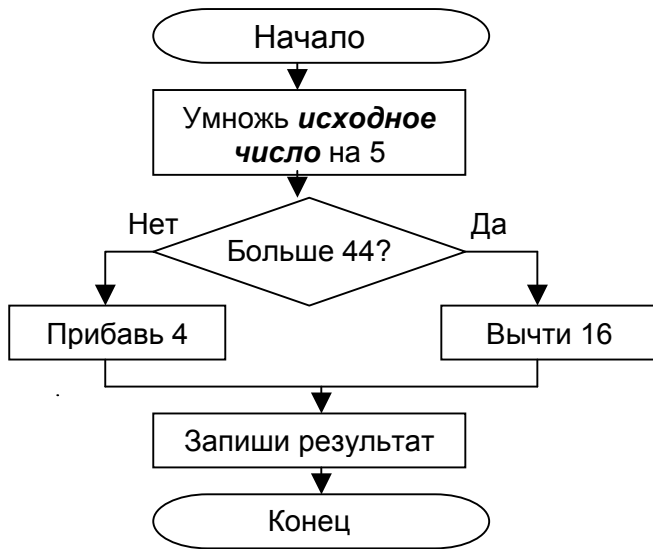 Начало
Умножь исходное
число на 5
Нет
Да
Больше 44?
Прибавь 4
Вычти 16
Запиши результат
Конец